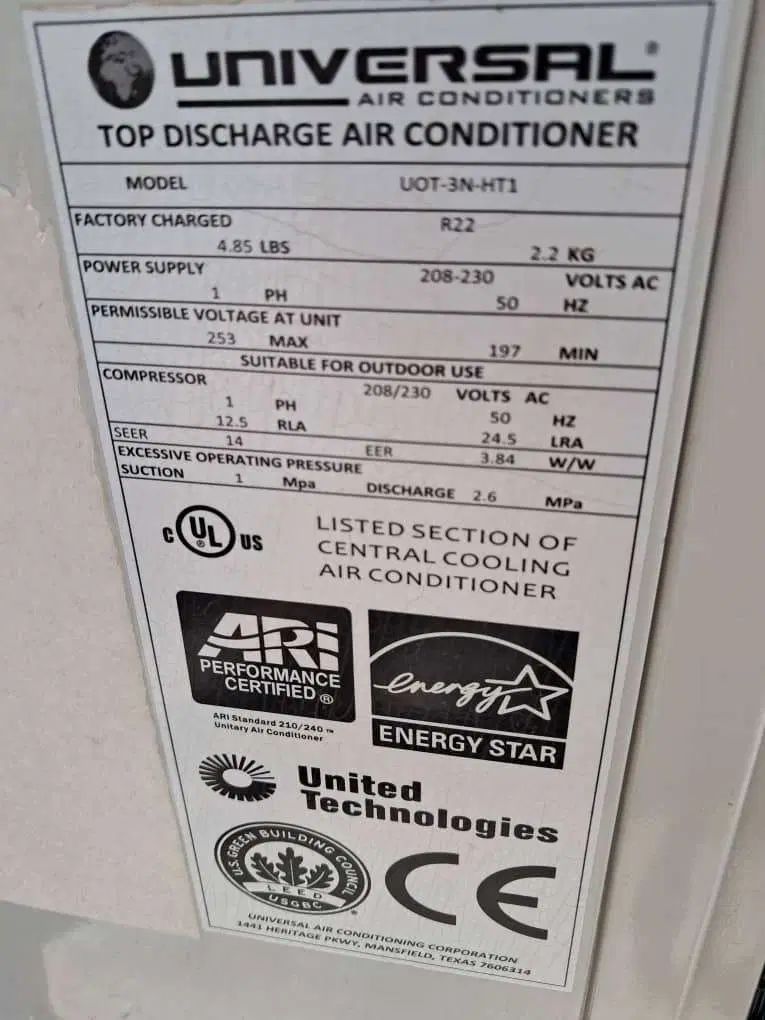 UNIVERSAL®
AIR CONDITIONERS
TOP DISCHARGE AIR CONDITIONER
MODEL UOT-3N-HT1
FACTORY CHARGED R22
4.85 LBS 2.2 KG
POWER SUPPLY 208-230 VOLTS AC
1 PH 50 HZ
PERMISSIBLE VOLTAGE AT UNIT
253 MAX 197 MIN
SUITABLE FOR OUTDOOR USE
COMPRESSOR 208/230 VOLTS AC
1 PH 50 HZ
12.5 RLA 24.5 LRA
SEER 14 EER 3.84 W/W
EXCESSIVE OPERATING PRESSURE
SUCTION 1 Mpa DISCHARGE 2.6 MPa
C UL® US
LISTED SECTION OF
CENTRAL COOLING
AIR CONDITIONER
ARI
PERFORMANCE
CERTIFIED®
ARI Standard 210/240 ™
Unitary Air Conditioner
energy
ENERGY STAR
United
Technologies
U.S. GREEN BUILDING COUNCIL
LEED
USGBC®
CE
UNIVERSAL AIR CONDITIONING CORPORATION
1441 HERITAGE PKWY, MANSFIELD, TEXAS 7606314